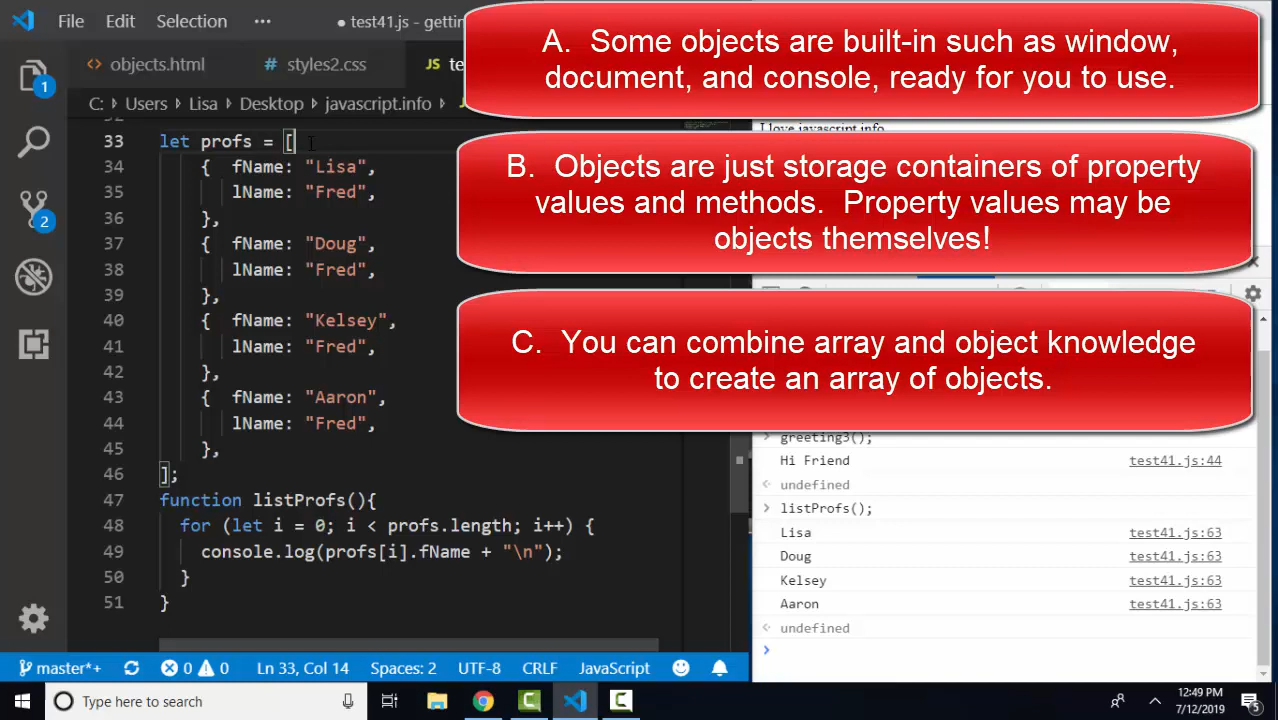 File Edit Selection ··· ● test41.js - gettin
objects.html # styles2.css JS te
C: › Users › Lisa › Desktop › javascript.info ›
I love javascript.info
A. Some objects are built-in such as window,
document, and console, ready for you to use.
B. Objects are just storage containers of property
values and methods. Property values may be
objects themselves!
C. You can combine array and object knowledge
to create an array of objects.
33 let profs = [
34 { fName: "Lisa",
35 lName: "Fred",
36 },
37 { fName: "Doug",
38 lName: "Fred",
39 },
40 { fName: "Kelsey",
41 lName: "Fred",
42 },
43 { fName: "Aaron",
44 lName: "Fred",
45 },
46 ];
47 function listProfs(){
48 for (let i = 0; i < profs.length; i++) {
49 console.log(profs[i].fName + "\n");
50 }
51 }
> greeting3();
Hi Friend test41.js:44
undefined
> listProfs();
Lisa test41.js:63
Doug test41.js:63
Kelsey test41.js:63
Aaron test41.js:63
undefined
1
2
master*+ 0 0 Ln 33, Col 14 Spaces: 2 UTF-8 CRLF JavaScript
Type here to search
12:49 PM
7/12/2019
5